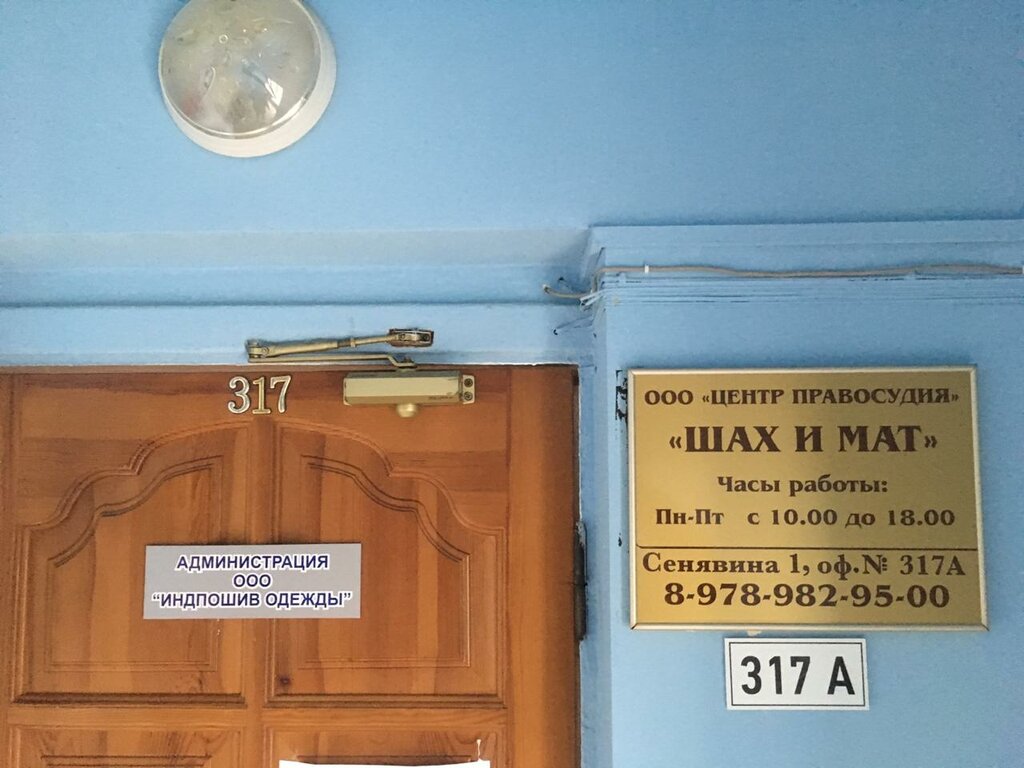 317
АДМИНИСТРАЦИЯ
ООО
“ИНДПОШИВ ОДЕЖДЫ”
ООО «ЦЕНТР ПРАВОСУДИЯ»
«ШАХ И МАТ»
Часы работы:
Пн-Пт с 10.00 до 18.00
Сенявина 1, оф.№ 317А
8-978-982-95-00
317 А